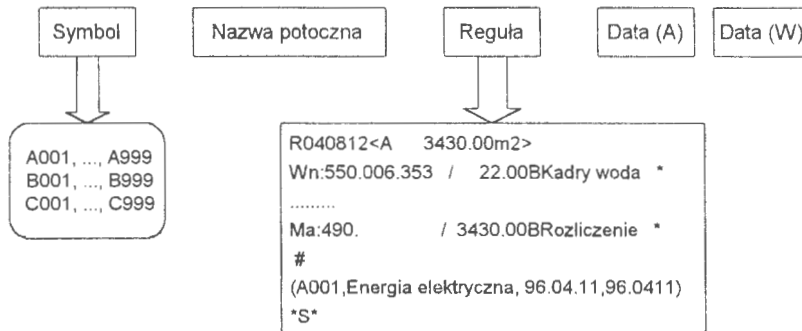 Symbol Nazwa potoczna Reguła Data (A) Data (W)
A001, ..., A999
B001, ..., B999
C001, ..., C999
R040812<A 3430.00m2>
Wn:550.006.353 / 22.00BKadry woda *
.........
Ma:490. / 3430.00BRozliczenie *
#
(A001,Energia elektryczna, 96.04.11,96.0411)
*S*